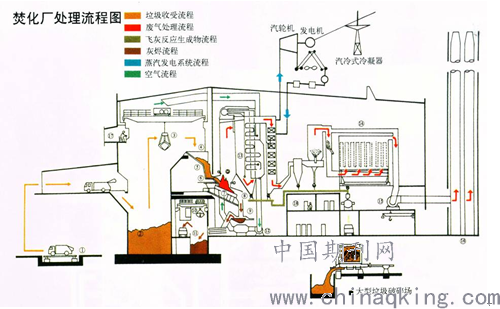 焚化厂处理流程图
垃圾收受流程
废气处理流程
飞灰反应生成物流程
灰烬流程
蒸汽发电系统流程
空气流程
汽轮机
发电机
汽冷式冷凝器
中国期刊网
大型垃圾破碎场
www.chinaqking.com